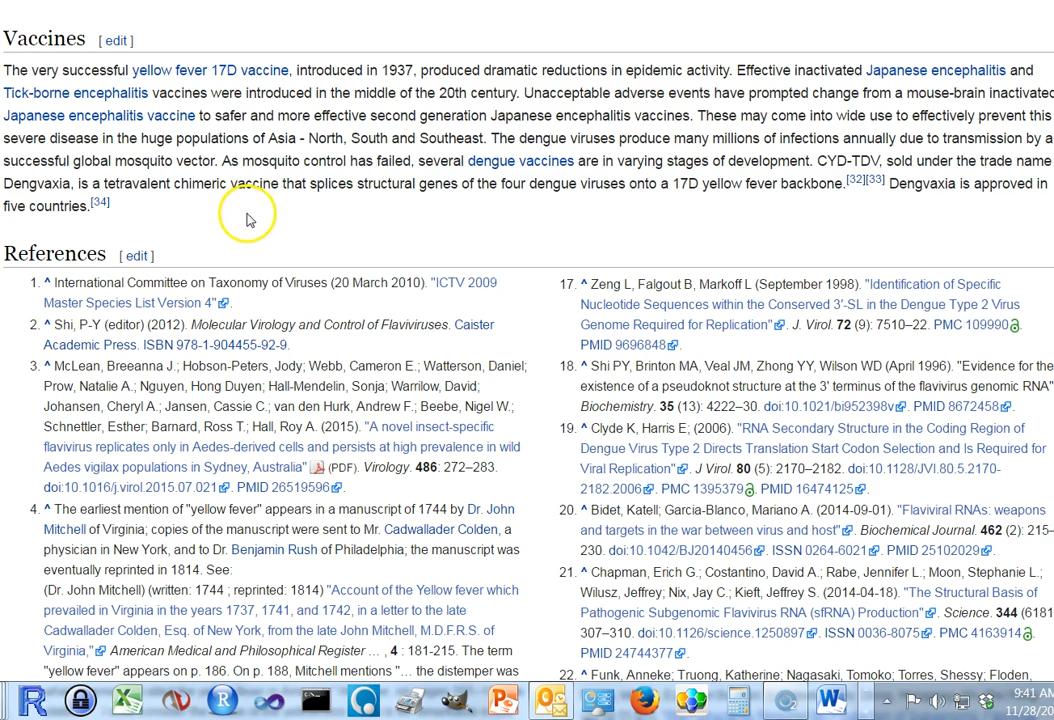 Vaccines [ edit ]
The very successful yellow fever 17D vaccine, introduced in 1937, produced dramatic reductions in epidemic activity. Effective inactivated Japanese encephalitis and
Tick-borne encephalitis vaccines were introduced in the middle of the 20th century. Unacceptable adverse events have prompted change from a mouse-brain inactivated
Japanese encephalitis vaccine to safer and more effective second generation Japanese encephalitis vaccines. These may come into wide use to effectively prevent this
severe disease in the huge populations of Asia - North, South and Southeast. The dengue viruses produce many millions of infections annually due to transmission by a
successful global mosquito vector. As mosquito control has failed, several dengue vaccines are in varying stages of development. CYD-TDV, sold under the trade name
Dengvaxia, is a tetravalent chimeric vaccine that splices structural genes of the four dengue viruses onto a 17D yellow fever backbone.[32][33] Dengvaxia is approved in
five countries.[34]
References [ edit ]
1. ^ International Committee on Taxonomy of Viruses (20 March 2010). "ICTV 2009
Master Species List Version 4".
2. ^ Shi, P-Y (editor) (2012). Molecular Virology and Control of Flaviviruses. Caister
Academic Press. ISBN 978-1-904455-92-9.
3. ^ McLean, Breeanna J.; Hobson-Peters, Jody; Webb, Cameron E.; Watterson, Daniel;
Prow, Natalie A.; Nguyen, Hong Duyen; Hall-Mendelin, Sonja; Warrilow, David;
Johansen, Cheryl A.; Jansen, Cassie C.; van den Hurk, Andrew F.; Beebe, Nigel W.;
Schnettler, Esther; Barnard, Ross T.; Hall, Roy A. (2015). "A novel insect-specific
flavivirus replicates only in Aedes-derived cells and persists at high prevalence in wild
Aedes vigilax populations in Sydney, Australia" (PDF). Virology. 486: 272–283.
doi:10.1016/j.virol.2015.07.021. PMID 26519596.
4. ^ The earliest mention of "yellow fever" appears in a manuscript of 1744 by Dr. John
Mitchell of Virginia; copies of the manuscript were sent to Mr. Cadwallader Colden, a
physician in New York, and to Dr. Benjamin Rush of Philadelphia; the manuscript was
eventually reprinted in 1814. See:
(Dr. John Mitchell) (written: 1744 ; reprinted: 1814) "Account of the Yellow fever which
prevailed in Virginia in the years 1737, 1741, and 1742, in a letter to the late
Cadwallader Colden, Esq. of New York, from the late John Mitchell, M.D.F.R.S. of
Virginia," American Medical and Philosophical Register ... , 4 : 181-215. The term
"yellow fever" appears on p. 186. On p. 188, Mitchell mentions "... the distemper was
17. ^ Zeng L, Falgout B, Markoff L (September 1998). "Identification of Specific
Nucleotide Sequences within the Conserved 3'-SL in the Dengue Type 2 Virus
Genome Required for Replication". J. Virol. 72 (9): 7510–22. PMC 109990.
PMID 9696848.
18. ^ Shi PY, Brinton MA, Veal JM, Zhong YY, Wilson WD (April 1996). "Evidence for the
existence of a pseudoknot structure at the 3' terminus of the flavivirus genomic RNA"
Biochemistry. 35 (13): 4222–30. doi:10.1021/bi952398v. PMID 8672458.
19. ^ Clyde K, Harris E; (2006). "RNA Secondary Structure in the Coding Region of
Dengue Virus Type 2 Directs Translation Start Codon Selection and Is Required for
Viral Replication". J Virol. 80 (5): 2170–2182. doi:10.1128/JVI.80.5.2170-
2182.2006. PMC 1395379. PMID 16474125.
20. ^ Bidet, Katell; Garcia-Blanco, Mariano A. (2014-09-01). "Flaviviral RNAs: weapons
and targets in the war between virus and host". Biochemical Journal. 462 (2): 215–
230. doi:10.1042/BJ20140456. ISSN 0264-6021. PMID 25102029.
21. ^ Chapman, Erich G.; Costantino, David A.; Rabe, Jennifer L.; Moon, Stephanie L.;
Wilusz, Jeffrey; Nix, Jay C.; Kieft, Jeffrey S. (2014-04-18). "The Structural Basis of
Pathogenic Subgenomic Flavivirus RNA (sfRNA) Production". Science. 344 (6181
307–310. doi:10.1126/science.1250897. ISSN 0036-8075. PMC 4163914.
PMID 24744377.
22. ^ Funk, Anneke; Truong, Katherine; Nagasaki, Tomoko; Torres, Shessy; Floden,
9:41 AM
11/28/20